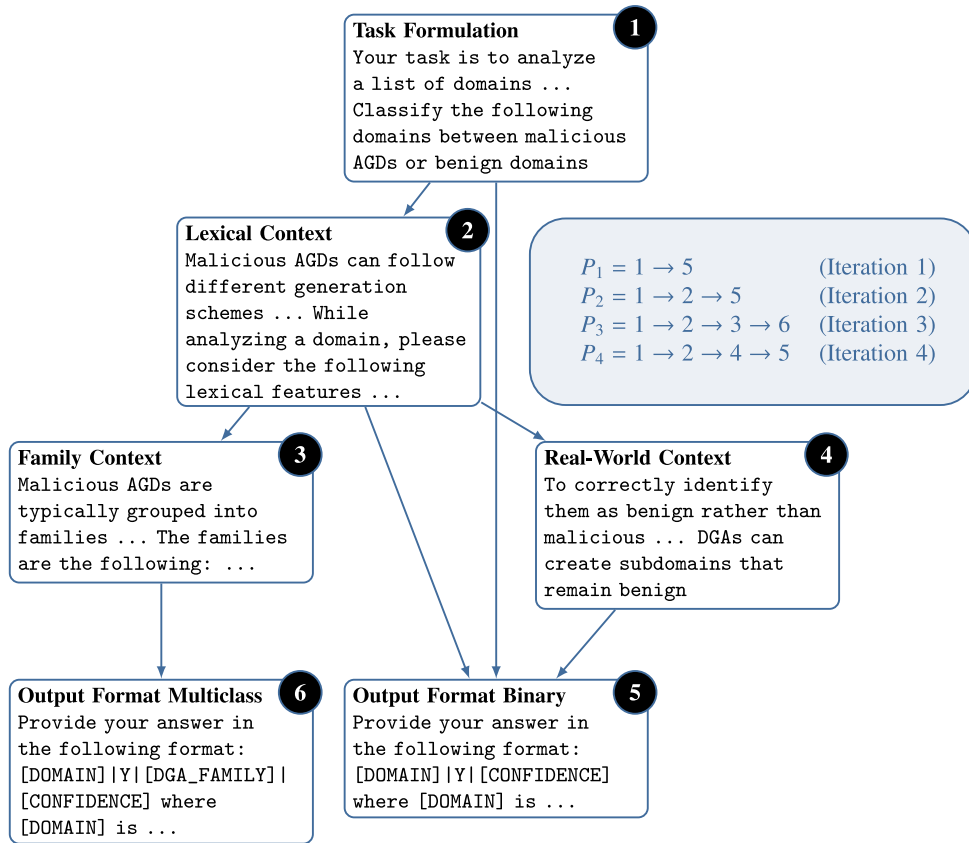 Task Formulation
1
Your task is to analyze
a list of domains ...
Classify the following
domains between malicious
AGDs or benign domains
Lexical Context
2
Malicious AGDs can follow
different generation
schemes ... While
analyzing a domain, please
consider the following
lexical features ...
P₁ = 1 → 5 (Iteration 1)
P₂ = 1 → 2 → 5 (Iteration 2)
P₃ = 1 → 2 → 3 → 6 (Iteration 3)
P₄ = 1 → 2 → 4 → 5 (Iteration 4)
Family Context
3
Malicious AGDs are
typically grouped into
families ... The families
are the following: ...
Real-World Context
4
To correctly identify
them as benign rather than
malicious ... DGAs can
create subdomains that
remain benign
Output Format Multiclass
6
Provide your answer in
the following format:
[DOMAIN]|Y|[DGA_FAMILY]|
[CONFIDENCE] where
[DOMAIN] is ...
Output Format Binary
5
Provide your answer in
the following format:
[DOMAIN]|Y|[CONFIDENCE]
where [DOMAIN] is ...